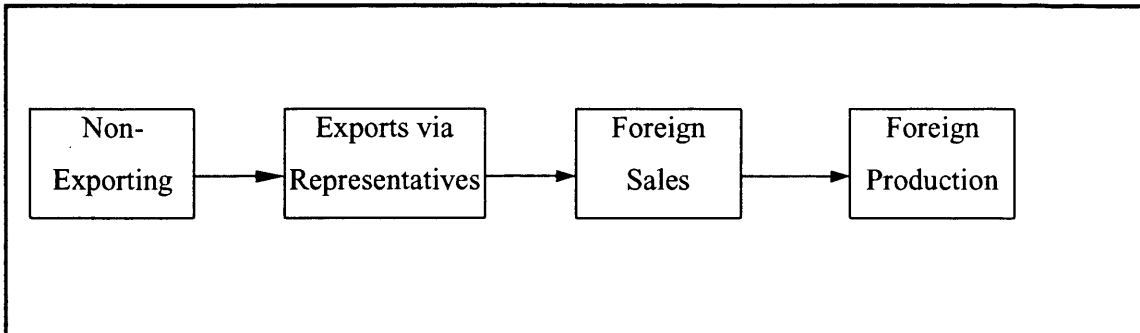 Non-
Exporting
Exports via
Representatives
Foreign
Sales
Foreign
Production